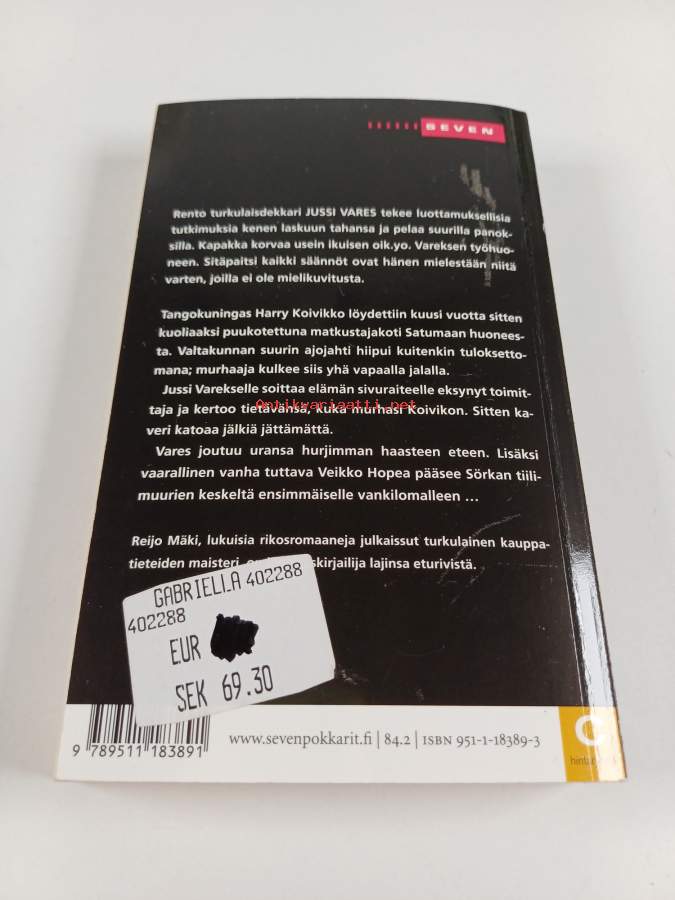 SEVEN
Rento turkulaisdekkari JUSSI VARES tekee luottamuksellisia
tutkimuksia kenen laskuun tahansa ja pelaa suurilla panok-
silla. Kapakka korvaa usein ikuisen oik.yo. Vareksen työhuo-
neen. Sitäpaitsi kaikki säännöt ovat hänen mielestään niitä
varten, joilla ei ole mielikuvitusta.
Tangokuningas Harry Koivikko löydettiin kuusi vuotta sitten
kuoliaaksi puukotettuna matkustajakoti Satumaan huonees-
ta. Valtakunnan suurin ajojahti hiipui kuitenkin tuloksetto-
mana; murhaaja kulkee siis yhä vapaalla jalalla.
Jussi Varekselle soittaa elämän sivuraiteelle eksynyt toimit-
taja ja kertoo tietävänsä, kuka murhasi Koivikon. Sitten ka-
Antikvariaatti.net
veri katoaa jälkiä jättämättä.
Vares joutuu uransa hurjimman haasteen eteen. Lisäksi
vaarallinen vanha tuttava Veikko Hopea pääsee Sörkan tiili-
muurien keskeltä ensimmäiselle vankilomalleen ...
Reijo Mäki, lukuisia rikosromaaneja julkaissut turkulainen kauppa-
tieteiden maisteri, skirjailija lajinsa eturivistä.
GABRIELLA 402288
402288
EUR
SEK 69.30
9 789511 183891
www.sevenpokkarit.fi | 84.2 | ISBN 951-1-18389-3
C